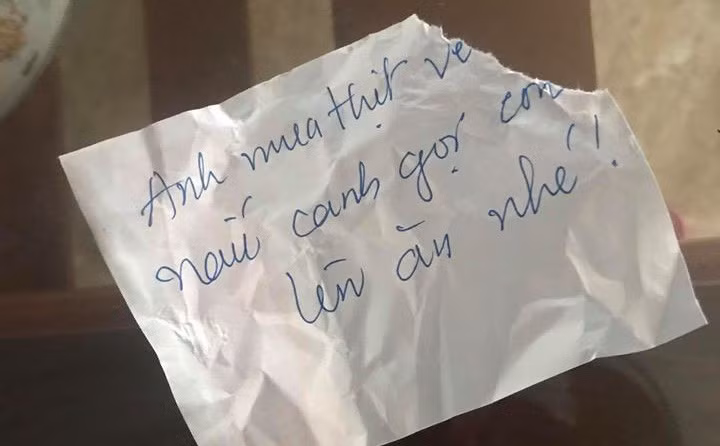 Anh mua thịt về
nấu canh gọi con
lên ăn nhé!